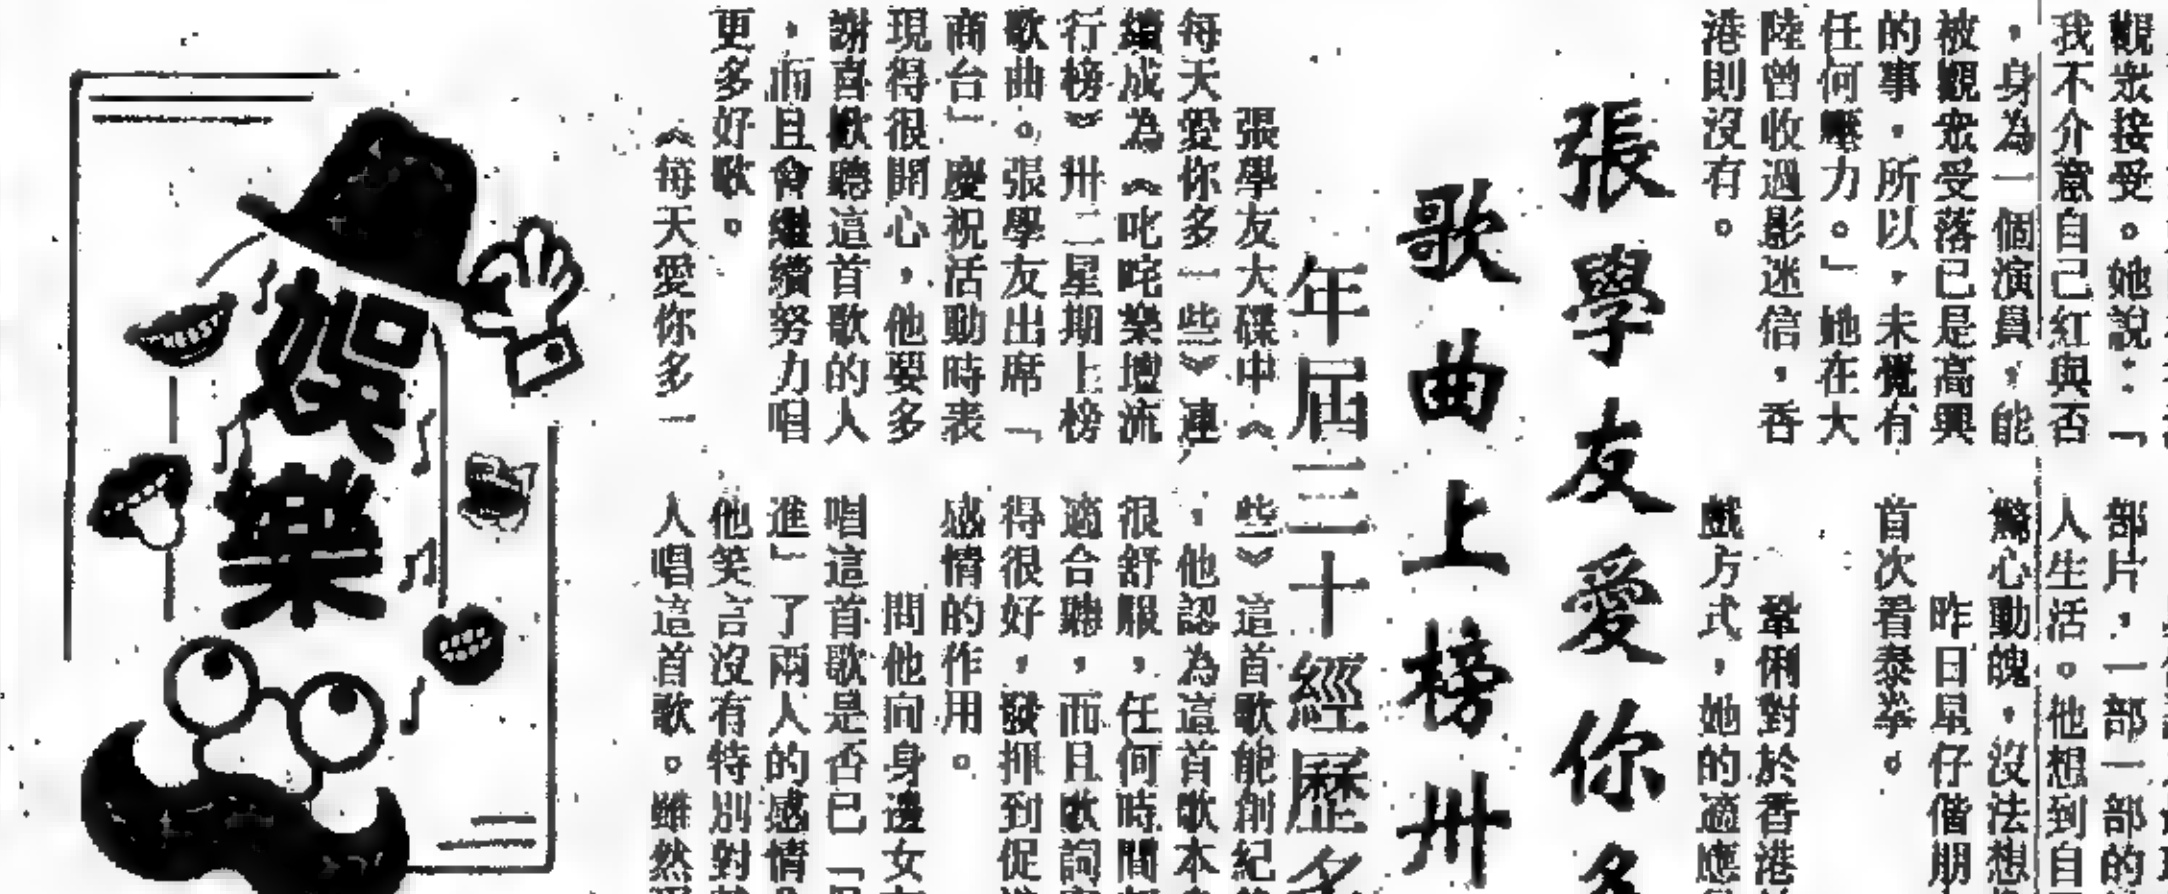 觀眾接受。她說：「
我不介意自己紅與否
，身為一個演員，能
被觀眾受落已是高興
的事，所以，未覺有
任何壓力。」她在大
陸曾收過影迷信，香
港則沒有。
部片，一部一部的
人生活。他想到自
驚心動魄，沒法想
昨日星仔偕朋
首次看泰拳。
鞏俐對於香港
戲方式，她的適應
張學友愛你多
歌曲上榜卅
年屆三十經歷多
張學友大碟中《
每天愛你多一些》連
續成為《叱咤樂壇流
行榜》卅二星期上榜
歌曲。張學友出席「
商台」慶祝活動時表
現得很開心，他要多
謝喜歡聽這首歌的人
，而且會繼續努力唱
更多好歌。
《每天愛你多一
些》這首歌能創紀
，他認為這首歌本
很舒服，任何時間
適合聽，而且歌詞
得很好，發揮到促
感情的作用。
問他向身邊女
唱這首歌是否已「
進」了兩人的感情
他笑言沒有特別對
人唱這首歌。雖然
娛樂